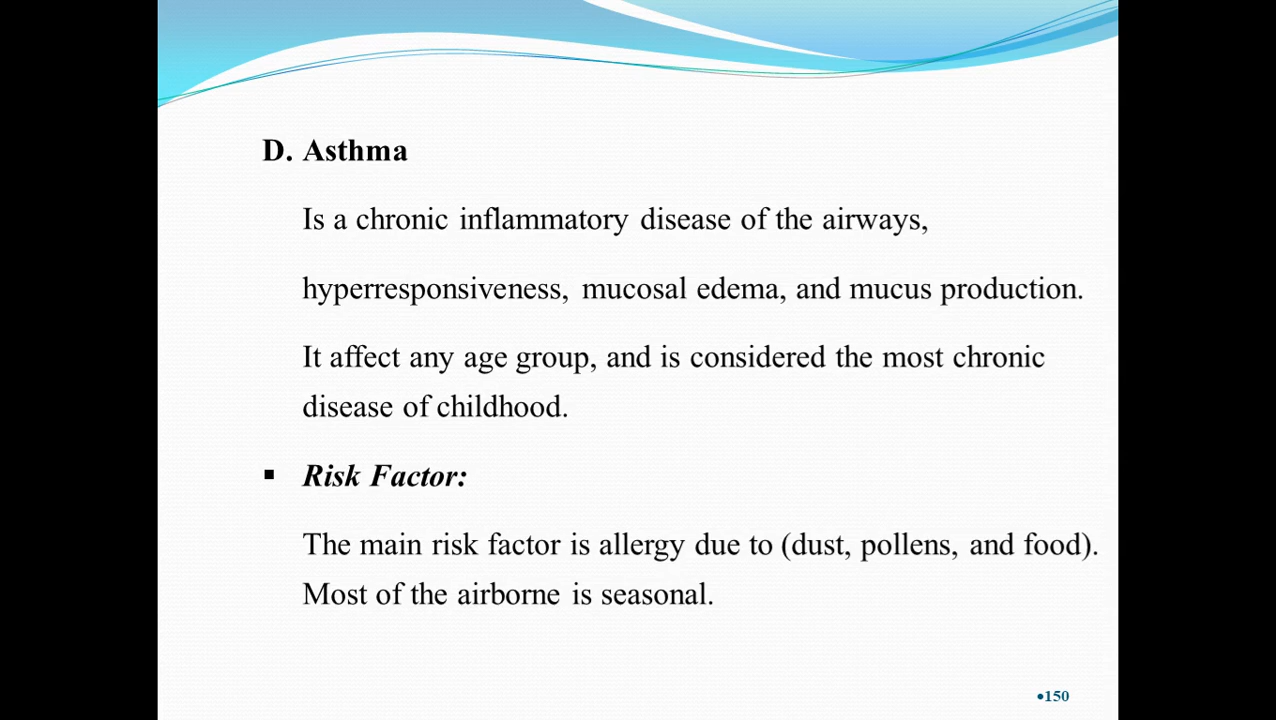 D. Asthma
Is a chronic inflammatory disease of the airways,
hyperresponsiveness, mucosal edema, and mucus production.
It affect any age group, and is considered the most chronic
disease of childhood.
▪ Risk Factor:
The main risk factor is allergy due to (dust, pollens, and food).
Most of the airborne is seasonal.
•150